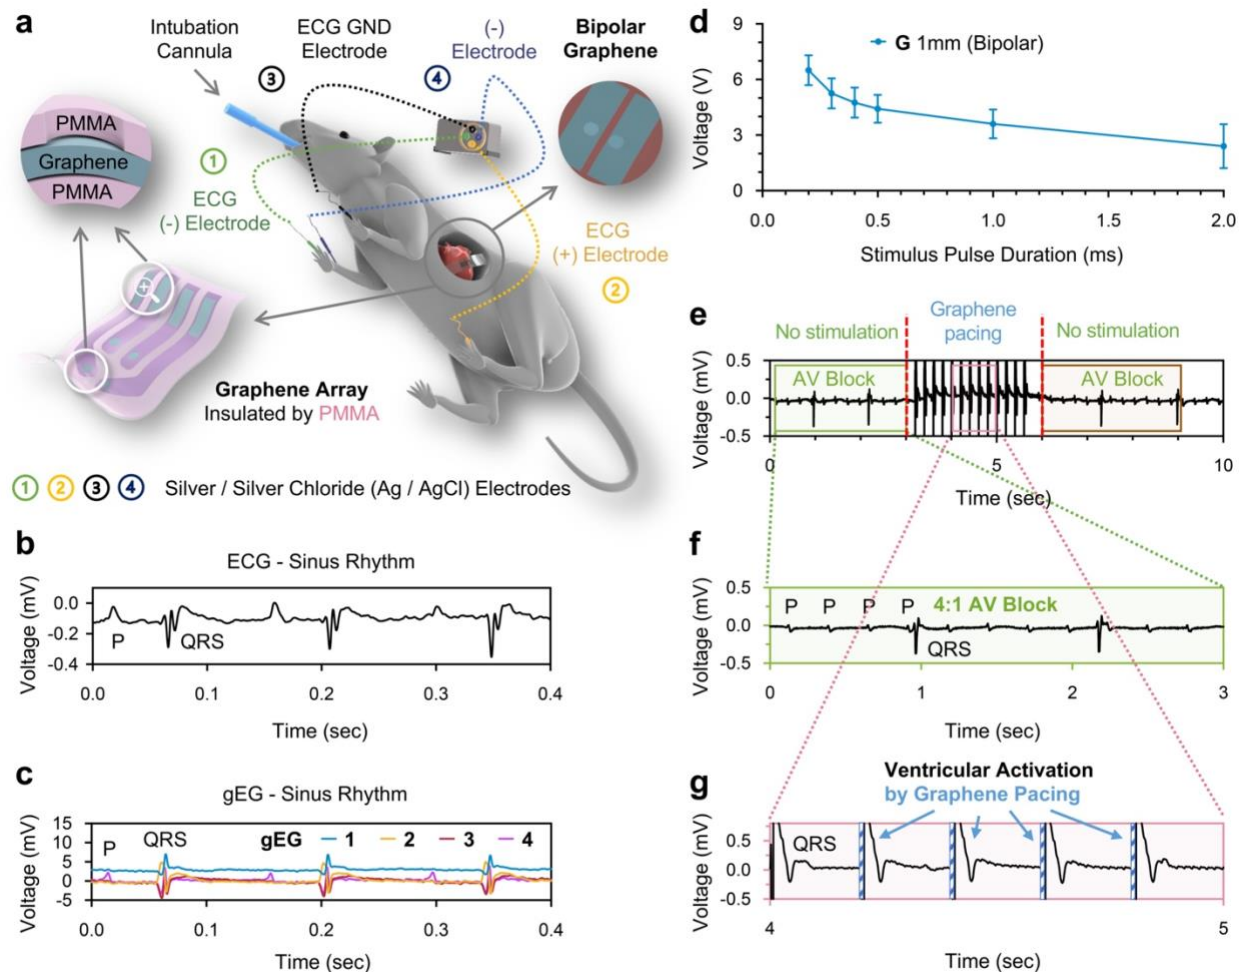 a
Intubation
Cannula
ECG GND
Electrode
(-)
Electrode
Bipolar
Graphene
3
4
PMMA
Graphene
PMMA
1
ECG
(-) Electrode
ECG
(+) Electrode
2
Graphene Array
Insulated by PMMA
1 2 3 4 Silver / Silver Chloride (Ag / AgCl) Electrodes
b
ECG - Sinus Rhythm
Voltage (mV)
0.0
-0.2
-0.4
P
QRS
0.0 0.1 0.2 0.3 0.4
Time (sec)
c
gEG - Sinus Rhythm
Voltage (mV)
15
10
5
0
-5
P
QRS
gEG 1 2 3 4
0.0 0.1 0.2 0.3 0.4
Time (sec)
d
Voltage (V)
9
6
3
0
G 1mm (Bipolar)
0.0 0.5 1.0 1.5 2.0
Stimulus Pulse Duration (ms)
e
No stimulation
Graphene
pacing
No stimulation
Voltage (mV)
0.5
0.0
-0.5
AV Block
AV Block
0 5 10
Time (sec)
f
Voltage (mV)
0.5
0.0
-0.5
P P P P 4:1 AV Block
QRS
0 1 2 3
Time (sec)
g
Ventricular Activation
by Graphene Pacing
Voltage (mV)
0.5
0.0
-0.5
QRS
4 5
Time (sec)